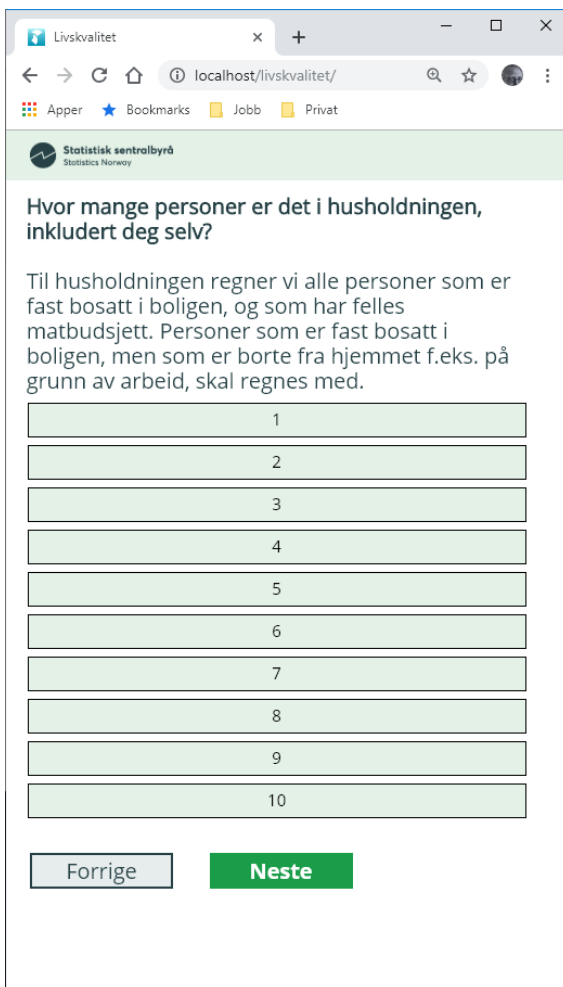 Livskvalitet
localhost/livskvalitet/
Apper Bookmarks Jobb Privat
Statistisk sentralbyrå
Statistics Norway
Hvor mange personer er det i husholdningen,
inkludert deg selv?
Til husholdningen regner vi alle personer som er
fast bosatt i boligen, og som har felles
matbudsjett. Personer som er fast bosatt i
boligen, men som er borte fra hjemmet f.eks. på
grunn av arbeid, skal regnes med.
1
2
3
4
5
6
7
8
9
10
Forrige Neste